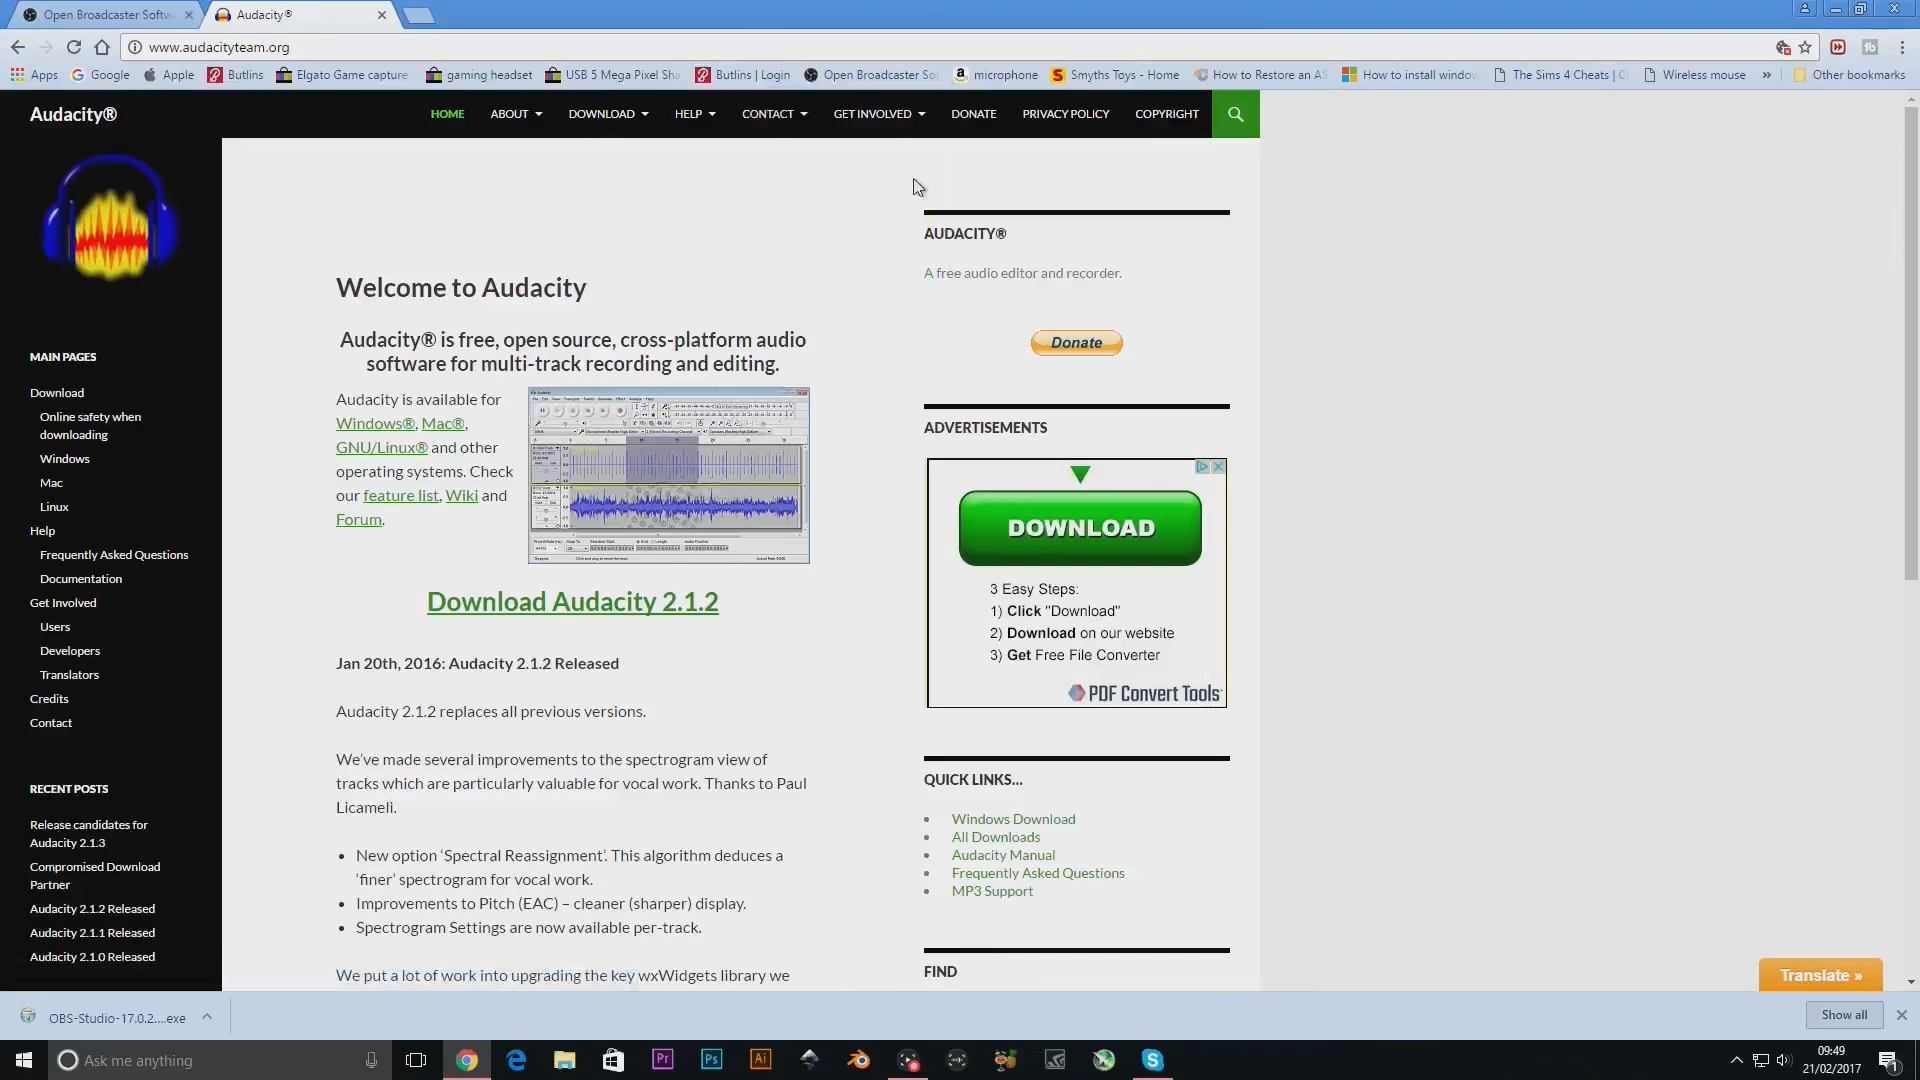 Open Broadcaster Softw
Audacity®
www.audacityteam.org
Apps
Google
Apple
Butlins
Elgato Game capture
gaming headset
USB 5 Mega Pixel Sha
Butlins | Login
Open Broadcaster So
microphone
Smyths Toys - Home
How to Restore an AS
How to install window
The Sims 4 Cheats | C
Wireless mouse
»
Other bookmarks
Audacity®
HOME
ABOUT
DOWNLOAD
HELP
CONTACT
GET INVOLVED
DONATE
PRIVACY POLICY
COPYRIGHT
MAIN PAGES
Download
Online safety when
downloading
Windows
Mac
Linux
Help
Frequently Asked Questions
Documentation
Get Involved
Users
Developers
Translators
Credits
Contact
RECENT POSTS
Release candidates for
Audacity 2.1.3
Compromised Download
Partner
Audacity 2.1.2 Released
Audacity 2.1.1 Released
Audacity 2.1.0 Released
Welcome to Audacity
Audacity® is free, open source, cross-platform audio
software for multi-track recording and editing.
Audacity is available for
Windows®, Mac®,
GNU/Linux® and other
operating systems. Check
our feature list, Wiki and
Forum.
Download Audacity 2.1.2
Jan 20th, 2016: Audacity 2.1.2 Released
Audacity 2.1.2 replaces all previous versions.
We’ve made several improvements to the spectrogram view of
tracks which are particularly valuable for vocal work. Thanks to Paul
Licameli.
• New option ‘Spectral Reassignment’. This algorithm deduces a
‘finer’ spectrogram for vocal work.
• Improvements to Pitch (EAC) – cleaner (sharper) display.
• Spectrogram Settings are now available per-track.
We put a lot of work into upgrading the key wxWidgets library we
AUDACITY®
A free audio editor and recorder.
Donate
ADVERTISEMENTS
DOWNLOAD
3 Easy Steps:
1) Click "Download"
2) Download on our website
3) Get Free File Converter
PDF Convert Tools
QUICK LINKS...
• Windows Download
• All Downloads
• Audacity Manual
• Frequently Asked Questions
• MP3 Support
FIND
Translate »
OBS-Studio-17.0.2....exe
Show all
Ask me anything
Pr
Ps
Ai
09:49
21/02/2017
1